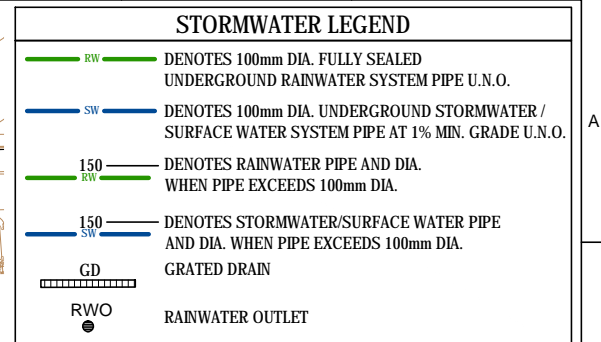 STORMWATER LEGEND
RW DENOTES 100mm DIA. FULLY SEALED
UNDERGROUND RAINWATER SYSTEM PIPE U.N.O.
SW DENOTES 100mm DIA. UNDERGROUND STORMWATER /
SURFACE WATER SYSTEM PIPE AT 1% MIN. GRADE U.N.O.
A
150 DENOTES RAINWATER PIPE AND DIA.
RW WHEN PIPE EXCEEDS 100mm DIA.
150 DENOTES STORMWATER/SURFACE WATER PIPE
SW AND DIA. WHEN PIPE EXCEEDS 100mm DIA.
GD GRATED DRAIN
RWO
RAINWATER OUTLET